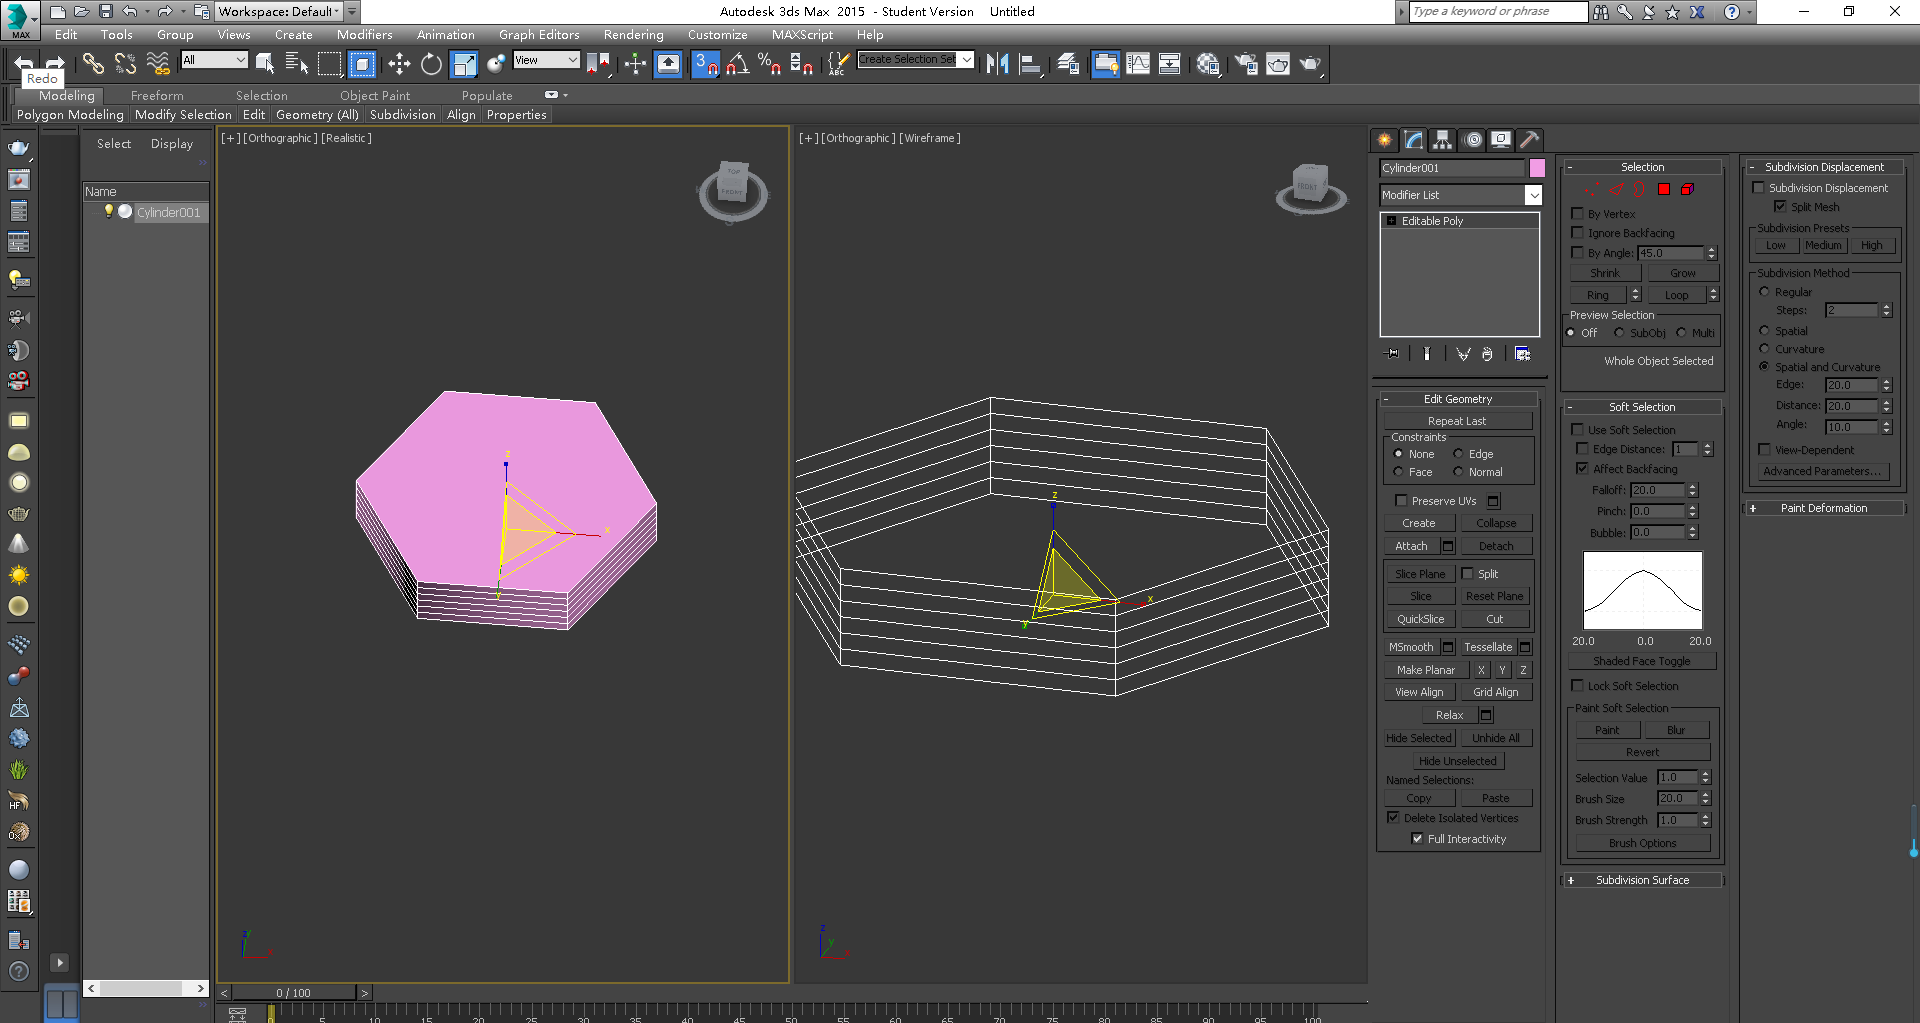 Workspace: Default
Autodesk 3ds Max 2015 - Student Version Untitled
Type a keyword or phrase
MAX
Edit Tools Group Views Create Modifiers Animation Graph Editors Rendering Customize MAXScript Help
All
View
3
Create Selection Set
Redo
Modeling Freeform Selection Object Paint Populate
Polygon Modeling Modify Selection Edit Geometry (All) Subdivision Align Properties
Select Display
Name
Cylinder001
[+] [Orthographic] [Realistic]
TOP
FRONT
z
x
y
[+] [Orthographic] [Wireframe]
FRONT
z
x
y
Cylinder001
Modifier List
Editable Poly
- Edit Geometry
Repeat Last
Constraints
None Edge
Face Normal
Preserve UVs
Create Collapse
Attach Detach
Slice Plane Split
Slice Reset Plane
QuickSlice Cut
MSmooth Tessellate
Make Planar X Y Z
View Align Grid Align
Relax
Hide Selected Unhide All
Hide Unselected
Named Selections:
Copy Paste
Delete Isolated Vertices
Full Interactivity
- Selection
By Vertex
Ignore Backfacing
By Angle: 45.0
Shrink Grow
Ring Loop
Preview Selection
Off SubObj Multi
Whole Object Selected
- Soft Selection
Use Soft Selection
Edge Distance: 1
Affect Backfacing
Falloff: 20.0
Pinch: 0.0
Bubble: 0.0
20.0 0.0 20.0
Shaded Face Toggle
Lock Soft Selection
Paint Soft Selection
Paint Blur
Revert
Selection Value 1.0
Brush Size 20.0
Brush Strength 1.0
Brush Options
+ Subdivision Surface
- Subdivision Displacement
Subdivision Displacement
Split Mesh
Subdivision Presets
Low Medium High
Subdivision Method
Regular
Steps: 2
Spatial
Curvature
Spatial and Curvature
Edge: 20.0
Distance: 20.0
Angle: 10.0
View-Dependent
Advanced Parameters...
+ Paint Deformation
HF
Ox
z
z
y
0 / 100
0 5 10 15 20 25 30 35 40 45 50 55 60 65 70 75 80 85 90 95 100